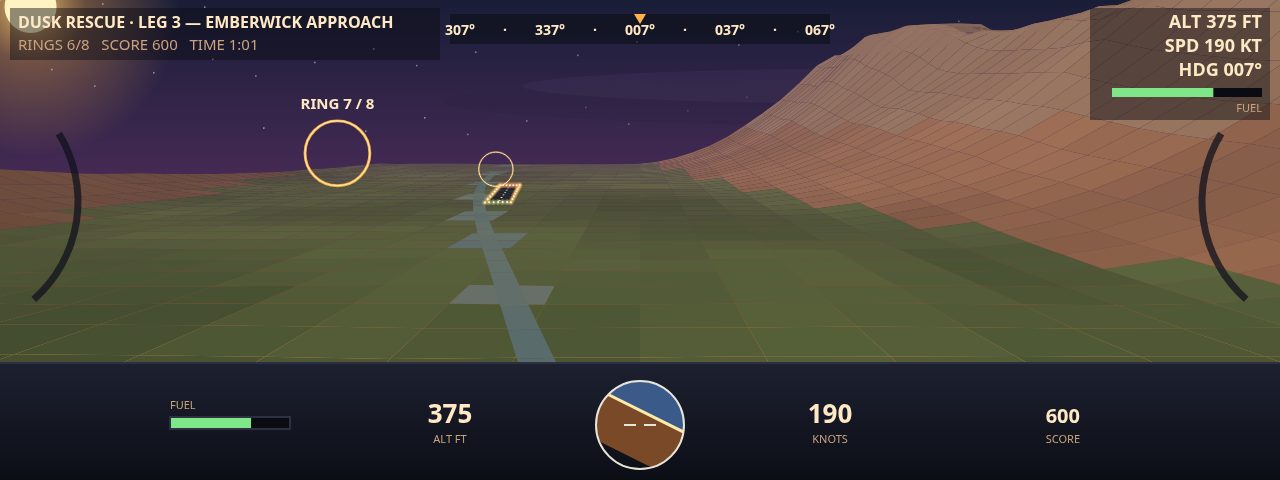 DUSK RESCUE · LEG 3 — EMBERWICK APPROACH
RINGS 6/8 SCORE 600 TIME 1:01
307° · 337° · 007° · 037° · 067°
ALT 375 FT
SPD 190 KT
HDG 007°
FUEL
RING 7 / 8
FUEL
375
ALT FT
190
KNOTS
600
SCORE